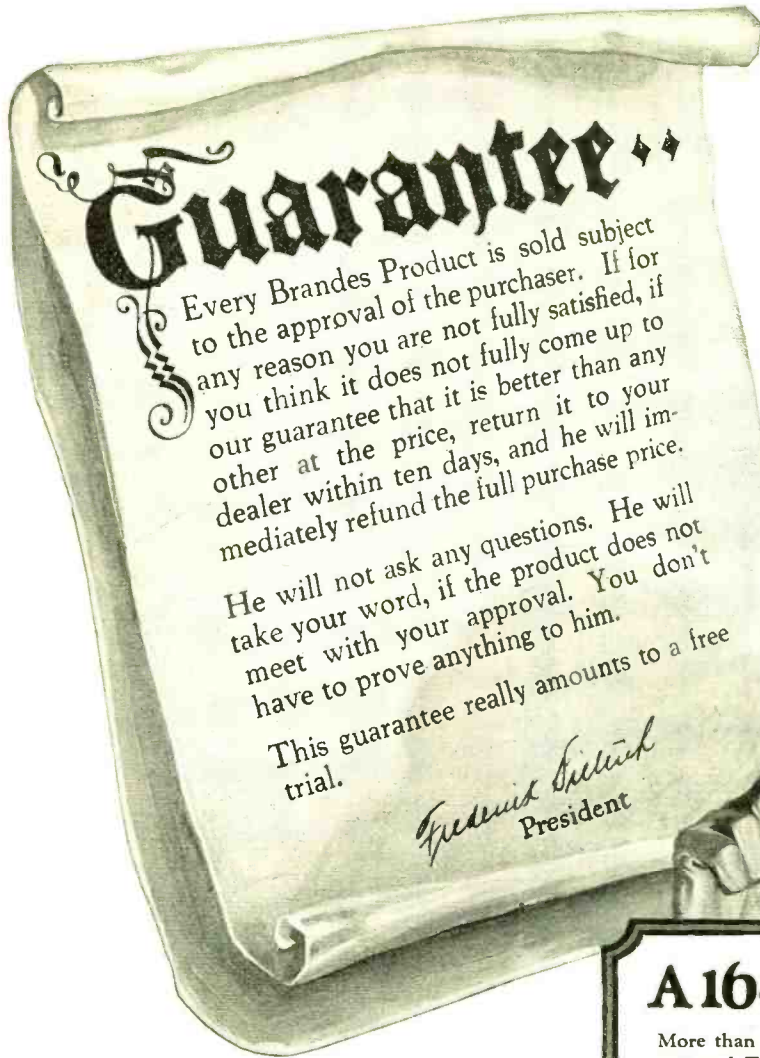 Guarantee
Every Brandes Product is sold subject
to the approval of the purchaser. If for
any reason you are not fully satisfied, if
you think it does not fully come up to
our guarantee that it is better than any
other at the price, return it to your
dealer within ten days, and he will im-
mediately refund the full purchase price.
He will not ask any questions. He will
take your word, if the product does not
meet with your approval. You don't
have to prove anything to him.
This guarantee really amounts to a free
trial.
Frederick Dietrich
President
A 16
More than